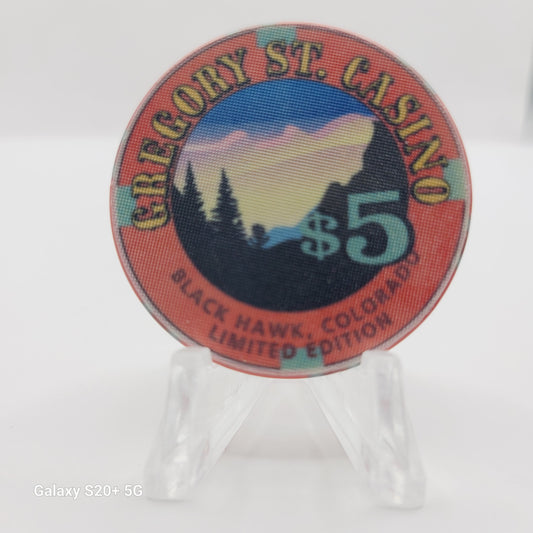 GREGORY ST. CASINO
$5
BLACK HAWK, COLORADO
LIMITED EDITION
Galaxy S20+ 5G